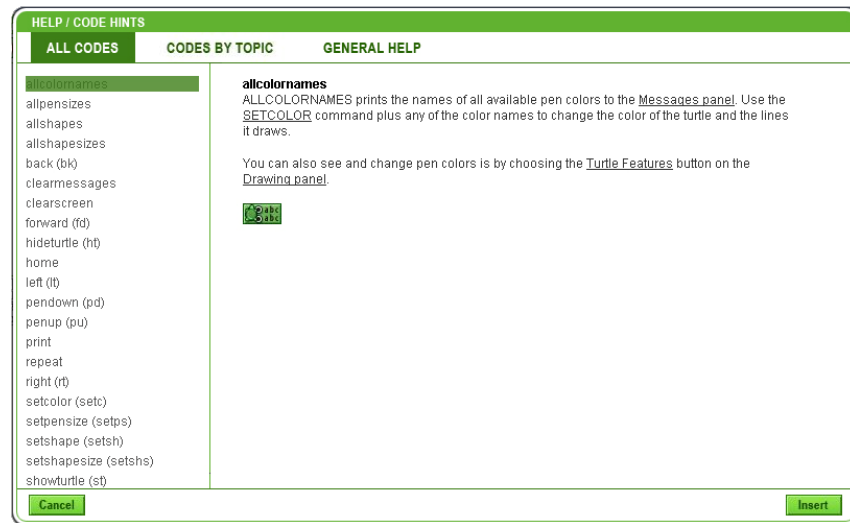 HELP / CODE HINTS
ALL CODES
CODES BY TOPIC
GENERAL HELP
allcolornames
allpensizes
allshapes
allshapesizes
back (bk)
clearmessages
clearscreen
forward (fd)
hideturtle (ht)
home
left (lt)
pendown (pd)
penup (pu)
print
repeat
right (rt)
setcolor (setc)
setpensize (setps)
setshape (setsh)
setshapesize (setshs)
showturtle (st)
allcolornames
ALLCOLORNAMES prints the names of all available pen colors to the Messages panel. Use the
SETCOLOR command plus any of the color names to change the color of the turtle and the lines
it draws.
You can also see and change pen colors is by choosing the Turtle Features button on the
Drawing panel.
abc
abc
Cancel
Insert